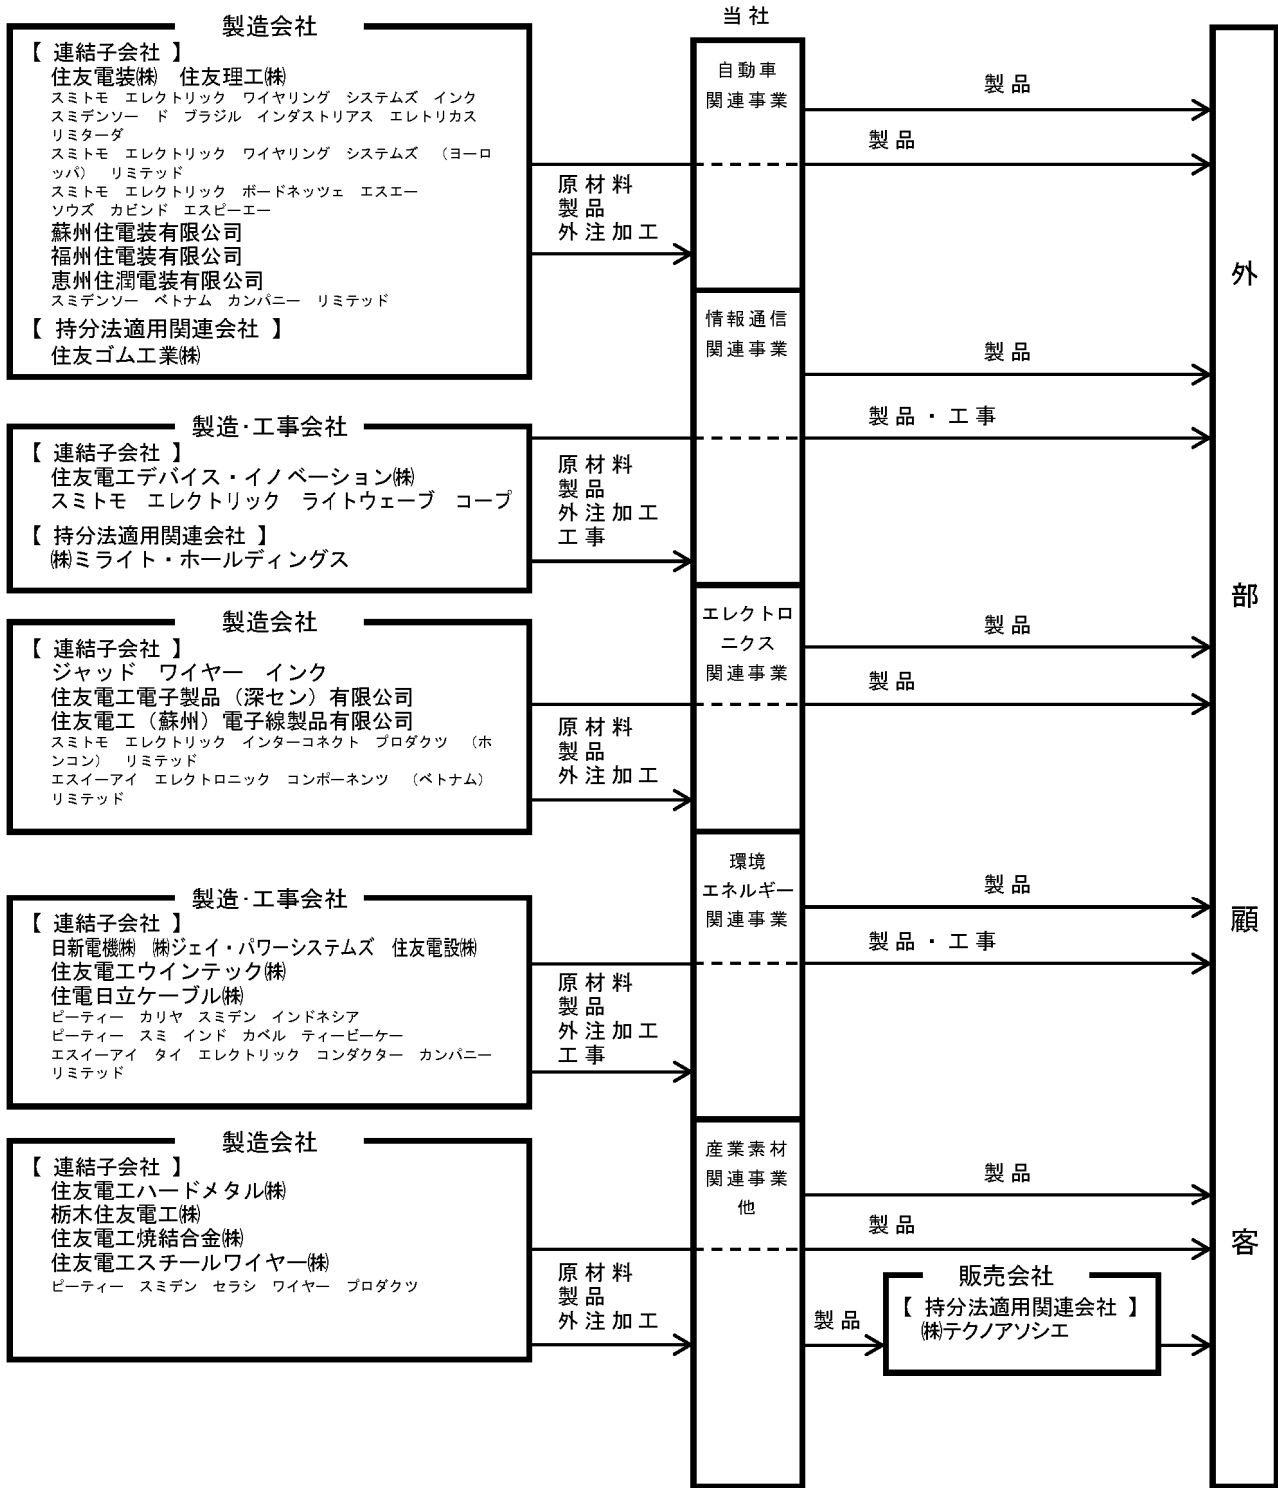 当社
製造会社
【 連結子会社 】
住友電装㈱　住友理工㈱
スミトモ　エレクトリック　ワイヤリング　システムズ　インク
スミデンソー　ド　ブラジル　インダストリアス　エレトリカス
リミターダ
スミトモ　エレクトリック　ワイヤリング　システムズ　（ヨーロ
ッパ）　リミテッド
スミトモ　エレクトリック　ボードネッツェ　エスエー
ソウズ　カビンド　エスピーエー
蘇州住電装有限公司
福州住電装有限公司
恵州住潤電装有限公司
スミデンソー　ベトナム　カンパニー　リミテッド
【 持分法適用関連会社 】
住友ゴム工業㈱
原材料
製品
外注加工
自動車
関連事業
製品
製品
製造・工事会社
【 連結子会社 】
住友電工デバイス・イノベーション㈱
スミトモ　エレクトリック　ライトウェーブ　コープ
【 持分法適用関連会社 】
㈱ミライト・ホールディングス
原材料
製品
外注加工
工事
情報通信
関連事業
製品
製品・工事
製造会社
【 連結子会社 】
ジャッド　ワイヤー　インク
住友電工電子製品（深セン）有限公司
住友電工（蘇州）電子線製品有限公司
スミトモ　エレクトリック　インターコネクト　プロダクツ　（ホ
ンコン）　リミテッド
エスイーアイ　エレクトロニック　コンポーネンツ　（ベトナム）
リミテッド
原材料
製品
外注加工
エレクトロ
ニクス
関連事業
製品
製品
製造・工事会社
【 連結子会社 】
日新電機㈱　㈱ジェイ・パワーシステムズ　住友電設㈱
住友電工ウインテック㈱
住電日立ケーブル㈱
ピーティー　カリヤ　スミデン　インドネシア
ピーティー　スミ　インド　カベル　ティービーケー
エスイーアイ　タイ　エレクトリック　コンダクター　カンパニー
リミテッド
原材料
製品
外注加工
工事
環境
エネルギー
関連事業
製品
製品・工事
製造会社
【 連結子会社 】
住友電工ハードメタル㈱
栃木住友電工㈱
住友電工焼結合金㈱
住友電工スチールワイヤー㈱
ピーティー　スミデン　セラシ　ワイヤー　プロダクツ
原材料
製品
外注加工
産業素材
関連事業
他
製品
製品
製品
販売会社
【 持分法適用関連会社 】
㈱テクノアソシエ
外
部
顧
客